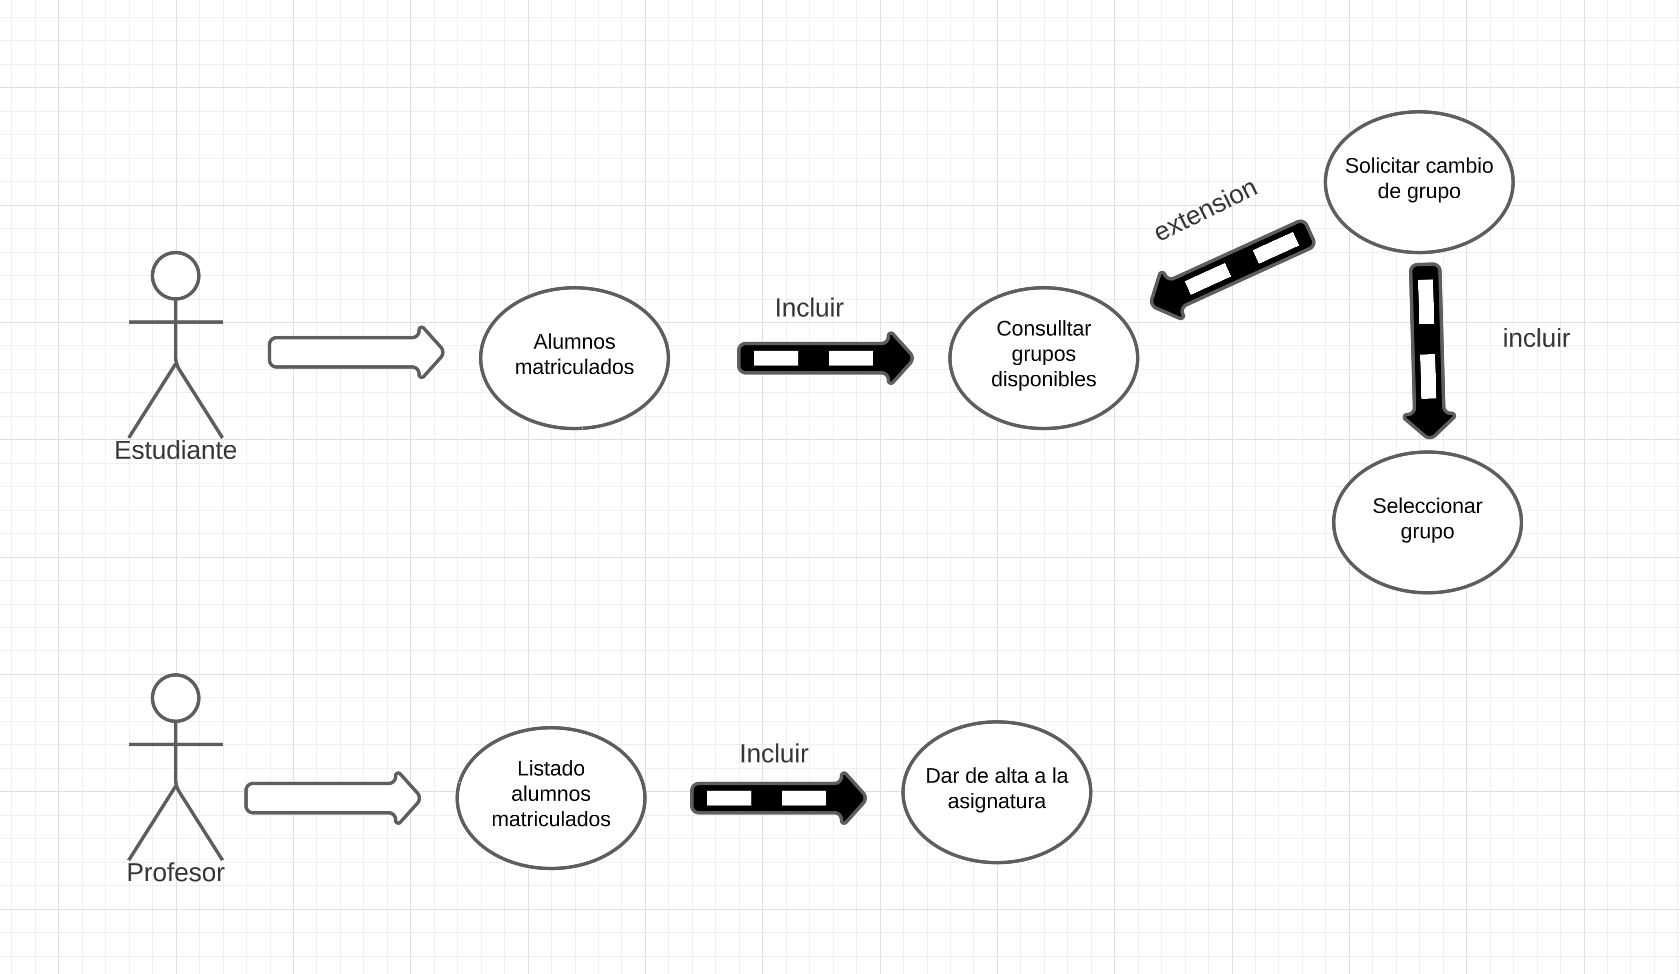 Solicitar cambio
de grupo
extension
Incluir
Alumnos
matriculados
Consulltar
grupos
disponibles
incluir
Estudiante
Seleccionar
grupo
Incluir
Listado
alumnos
matriculados
Dar de alta a la
asignatura
Profesor